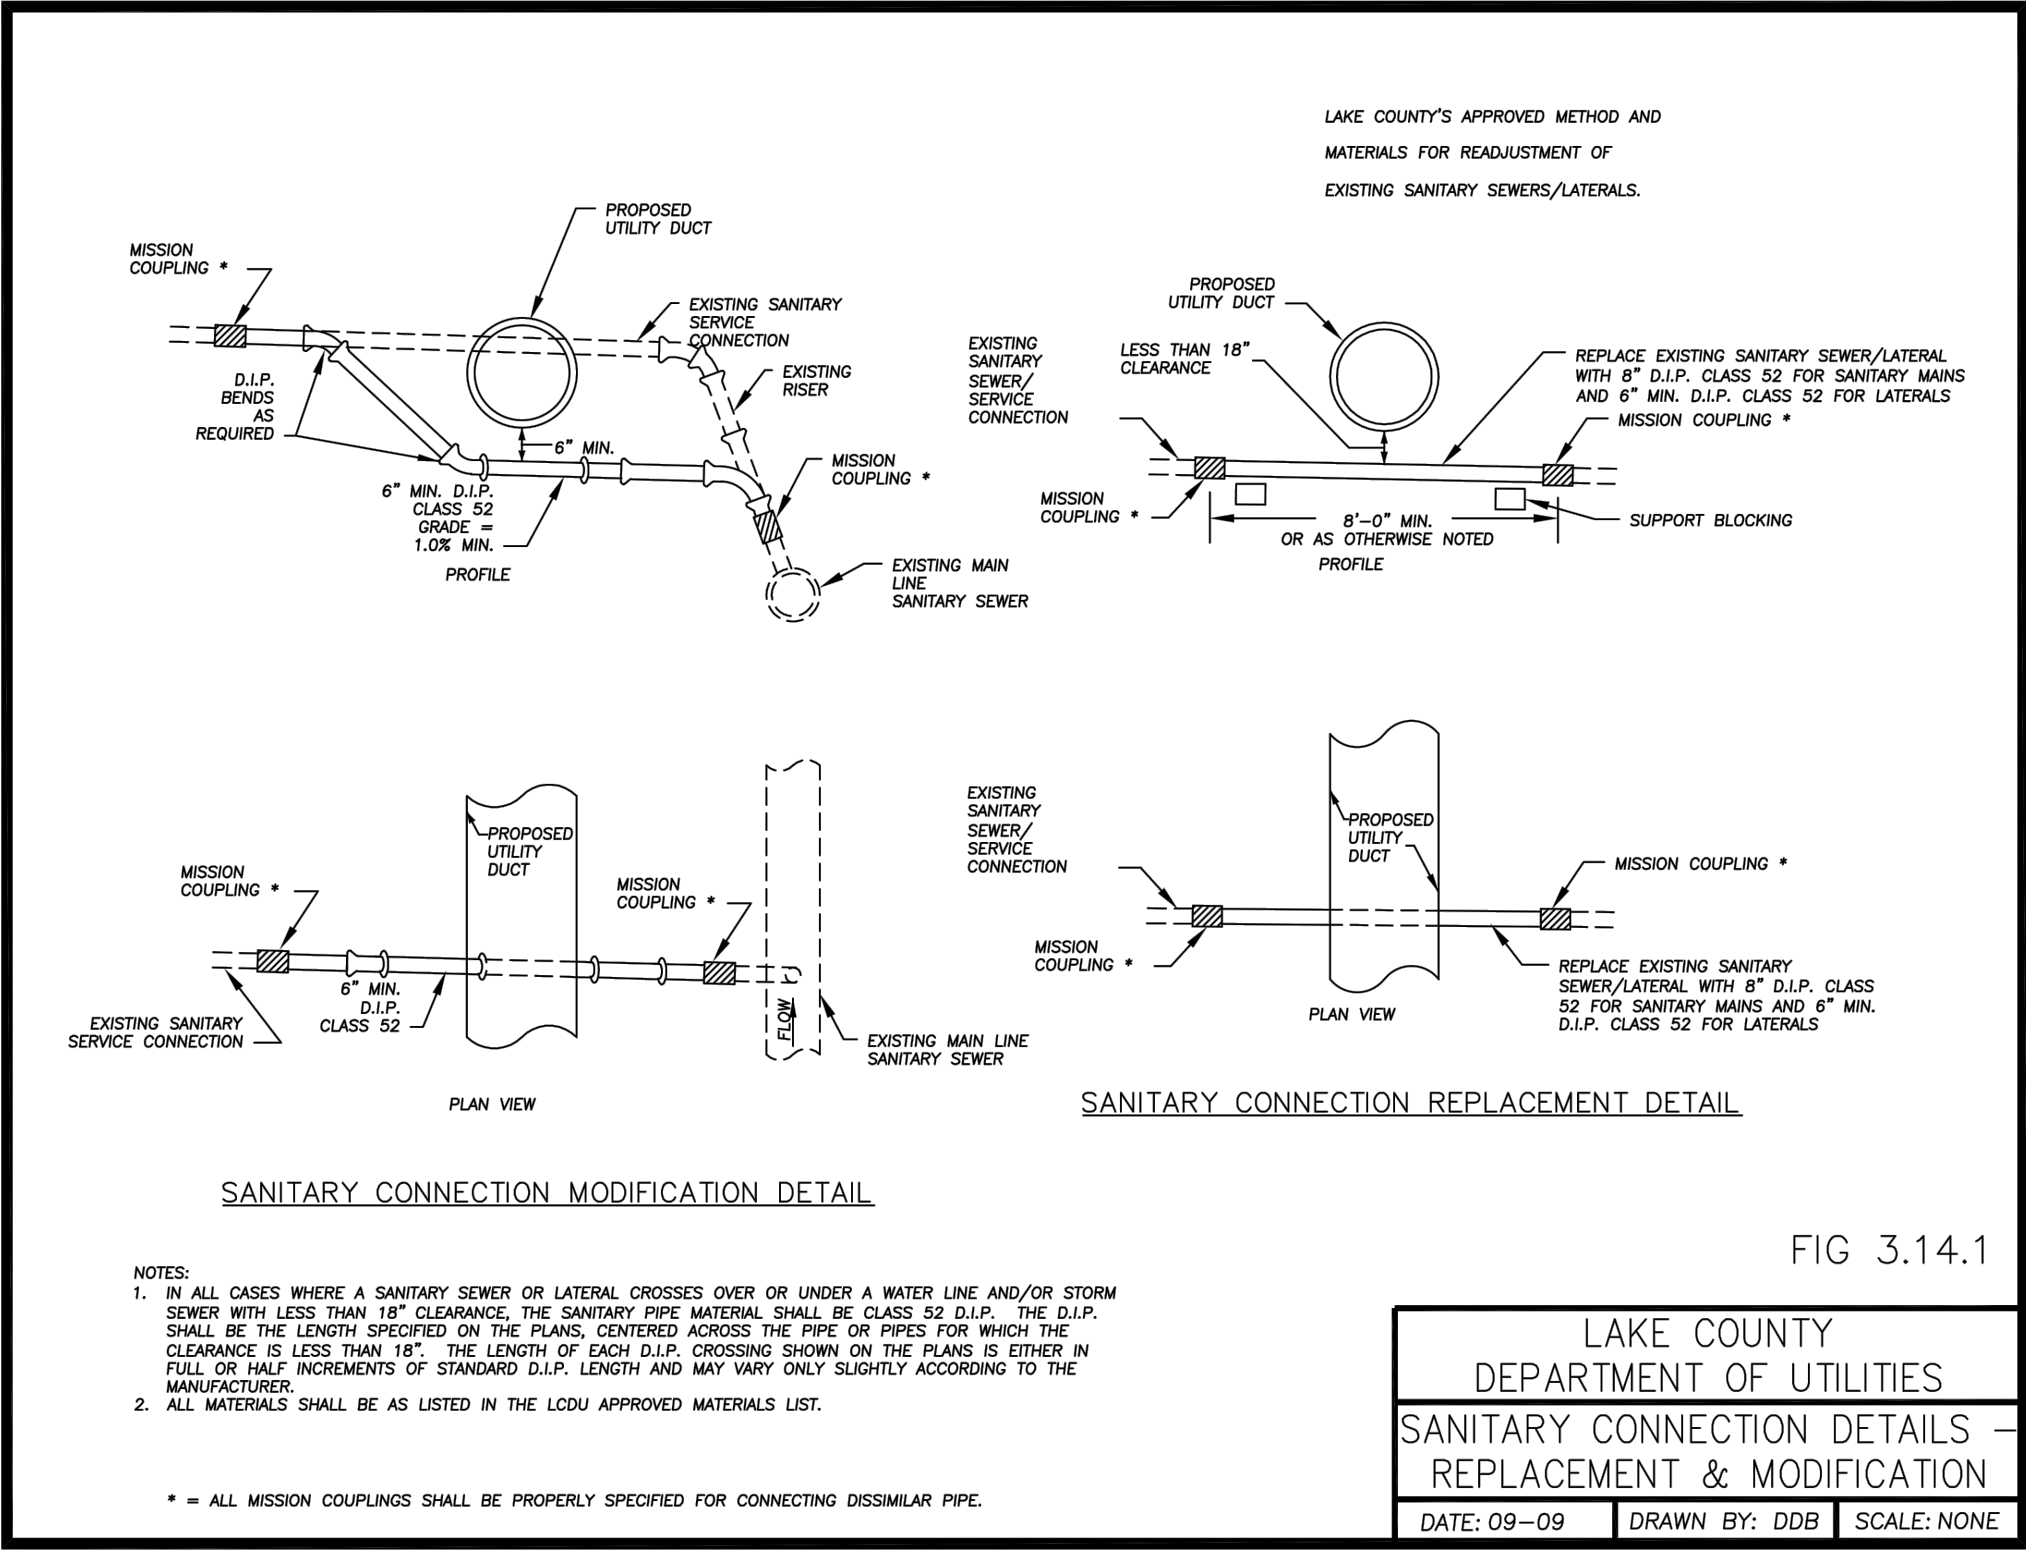 LAKE COUNTY'S APPROVED METHOD AND
MATERIALS FOR READJUSTMENT OF
EXISTING SANITARY SEWERS/LATERALS.
PROPOSED
UTILITY DUCT
MISSION
COUPLING *
EXISTING SANITARY
SERVICE
CONNECTION
EXISTING
RISER
D.I.P.
BENDS
AS
REQUIRED
6" MIN.
MISSION
COUPLING *
6" MIN. D.I.P.
CLASS 52
GRADE =
1.0% MIN.
EXISTING MAIN
LINE
SANITARY SEWER
PROFILE
PROPOSED
UTILITY DUCT
EXISTING
SANITARY
SEWER/
SERVICE
CONNECTION
LESS THAN 18"
CLEARANCE
REPLACE EXISTING SANITARY SEWER/LATERAL
WITH 8" D.I.P. CLASS 52 FOR SANITARY MAINS
AND 6" MIN. D.I.P. CLASS 52 FOR LATERALS
MISSION COUPLING *
MISSION
COUPLING *
8'-0" MIN.
OR AS OTHERWISE NOTED
SUPPORT BLOCKING
PROFILE
PROPOSED
UTILITY
DUCT
MISSION
COUPLING *
MISSION
COUPLING *
6" MIN.
D.I.P.
CLASS 52
EXISTING SANITARY
SERVICE CONNECTION
FLOW
EXISTING MAIN LINE
SANITARY SEWER
PLAN VIEW
SANITARY CONNECTION MODIFICATION DETAIL
EXISTING
SANITARY
SEWER/
SERVICE
CONNECTION
PROPOSED
UTILITY
DUCT
MISSION COUPLING *
MISSION
COUPLING *
REPLACE EXISTING SANITARY
SEWER/LATERAL WITH 8" D.I.P. CLASS
52 FOR SANITARY MAINS AND 6" MIN.
D.I.P. CLASS 52 FOR LATERALS
PLAN VIEW
SANITARY CONNECTION REPLACEMENT DETAIL
NOTES:
1. IN ALL CASES WHERE A SANITARY SEWER OR LATERAL CROSSES OVER OR UNDER A WATER LINE AND/OR STORM
SEWER WITH LESS THAN 18" CLEARANCE, THE SANITARY PIPE MATERIAL SHALL BE CLASS 52 D.I.P. THE D.I.P.
SHALL BE THE LENGTH SPECIFIED ON THE PLANS, CENTERED ACROSS THE PIPE OR PIPES FOR WHICH THE
CLEARANCE IS LESS THAN 18". THE LENGTH OF EACH D.I.P. CROSSING SHOWN ON THE PLANS IS EITHER IN
FULL OR HALF INCREMENTS OF STANDARD D.I.P. LENGTH AND MAY VARY ONLY SLIGHTLY ACCORDING TO THE
MANUFACTURER.
2. ALL MATERIALS SHALL BE AS LISTED IN THE LCDU APPROVED MATERIALS LIST.
* = ALL MISSION COUPLINGS SHALL BE PROPERLY SPECIFIED FOR CONNECTING DISSIMILAR PIPE.
FIG 3.14.1
LAKE COUNTY
DEPARTMENT OF UTILITIES
SANITARY CONNECTION DETAILS -
REPLACEMENT & MODIFICATION
DATE: 09-09
DRAWN BY: DDB
SCALE: NONE